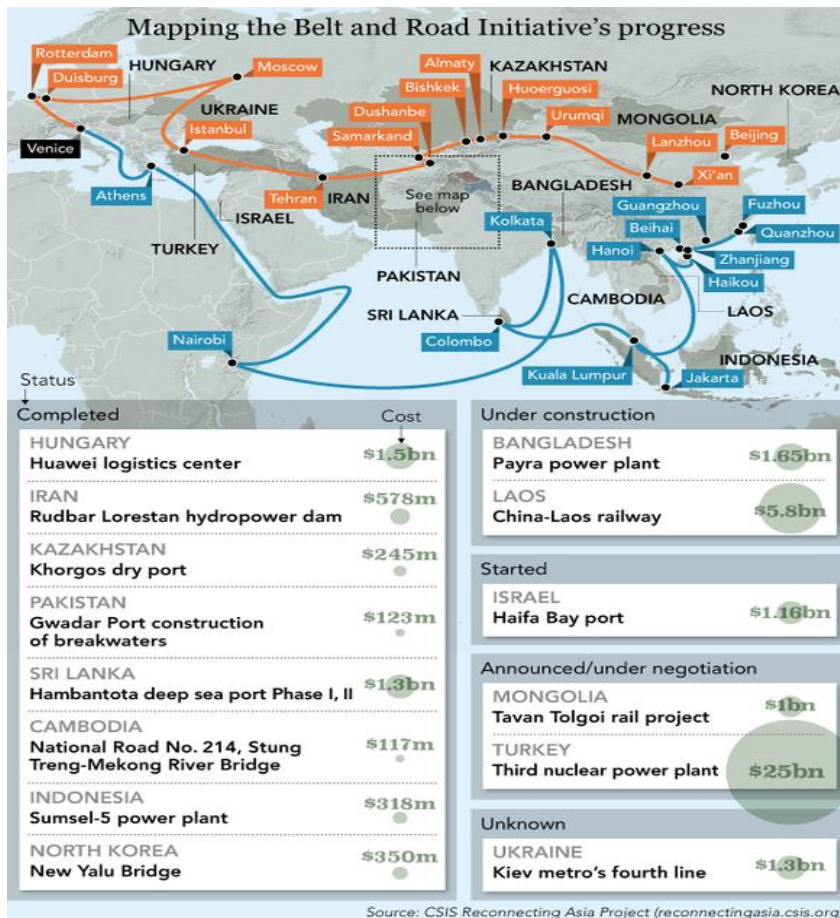 Mapping the Belt and Road Initiative's progress
Rotterdam
Duisburg
HUNGARY
Moscow
UKRAINE
Almaty
Bishkek
KAZAKHSTAN
Dushanbe
Huoerguosi
NORTH KOREA
Venice
Istanbul
Samarkand
Urumqi
MONGOLIA
Lanzhou
Beijing
Athens
Tehran
IRAN
See map
below
BANGLADESH
Xi'an
ISRAEL
TURKEY
Kolkata
Guangzhou
Fuzhou
Beihai
Quanzhou
Hanoi
Zhanjiang
Haikou
PAKISTAN
CAMBODIA
LAOS
SRI LANKA
Colombo
Nairobi
Kuala Lumpur
INDONESIA
Jakarta
Status
Completed
Cost
HUNGARY
Huawei logistics center
$1.5bn
IRAN
Rudbar Lorestan hydropower dam
$578m
KAZAKHSTAN
Khorgos dry port
$245m
PAKISTAN
Gwadar Port construction
of breakwaters
$123m
SRI LANKA
Hambantota deep sea port Phase I, II
$1.3bn
CAMBODIA
National Road No. 214, Stung
Treng-Mekong River Bridge
$117m
INDONESIA
Sumsel-5 power plant
$318m
NORTH KOREA
New Yalu Bridge
$350m
Under construction
BANGLADESH
Payra power plant
$1.65bn
LAOS
China-Laos railway
$5.8bn
Started
ISRAEL
Haifa Bay port
$1.16bn
Announced/under negotiation
MONGOLIA
Tavan Tolgoi rail project
$1bn
TURKEY
Third nuclear power plant
$25bn
Unknown
UKRAINE
Kiev metro's fourth line
$1.3bn
Source: CSIS Reconnecting Asia Project (reconnectingasia.csis.org